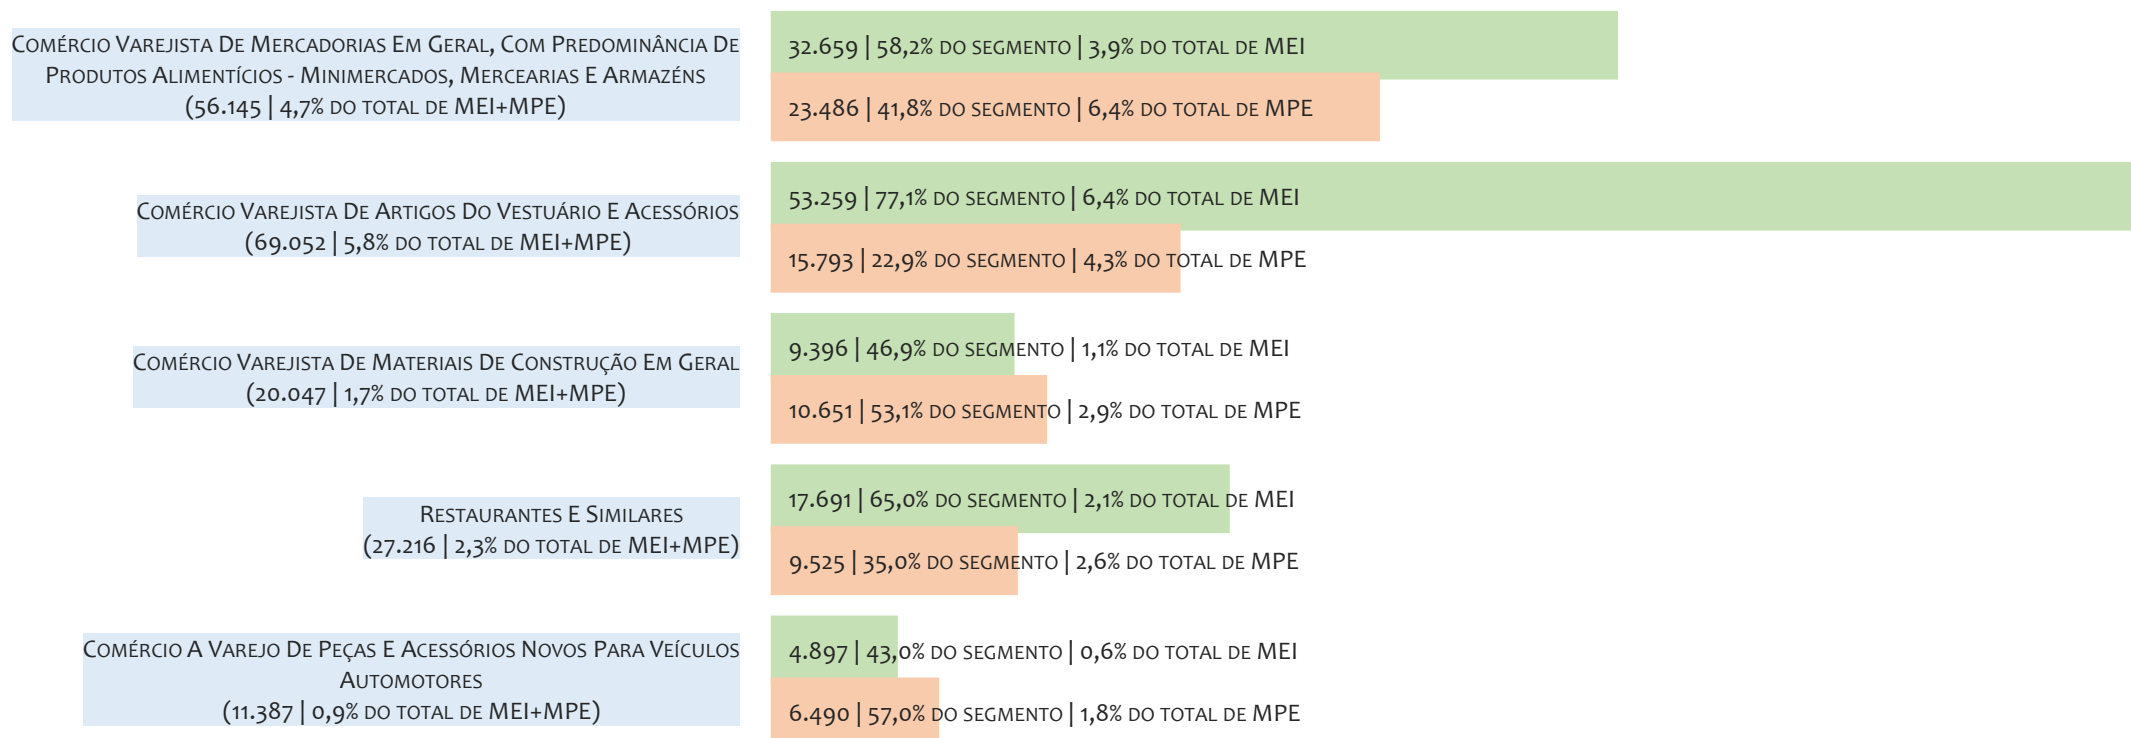 Comércio Varejista De Mercadorias Em Geral, Com Predominância De
Produtos Alimentícios - Minimercados, Mercearias E Armazéns
(56.145 | 4,7% do total de MEI+MPE)
32.659 | 58,2% do segmento | 3,9% do total de MEI
23.486 | 41,8% do segmento | 6,4% do total de MPE
Comércio Varejista De Artigos Do Vestuário E Acessórios
(69.052 | 5,8% do total de MEI+MPE)
53.259 | 77,1% do segmento | 6,4% do total de MEI
15.793 | 22,9% do segmento | 4,3% do total de MPE
Comércio Varejista De Materiais De Construção Em Geral
(20.047 | 1,7% do total de MEI+MPE)
9.396 | 46,9% do segmento | 1,1% do total de MEI
10.651 | 53,1% do segmento | 2,9% do total de MPE
Restaurantes E Similares
(27.216 | 2,3% do total de MEI+MPE)
17.691 | 65,0% do segmento | 2,1% do total de MEI
9.525 | 35,0% do segmento | 2,6% do total de MPE
Comércio A Varejo De Peças E Acessórios Novos Para Veículos
Automotores
(11.387 | 0,9% do total de MEI+MPE)
4.897 | 43,0% do segmento | 0,6% do total de MEI
6.490 | 57,0% do segmento | 1,8% do total de MPE